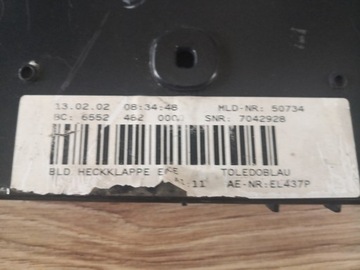 13.02.02 08:34:48 MLD-NR: 50734
BC: 6552 462 000 SNR: 7042928
BLD HECKKLAPPE TOLEDOBLAU
:11 AE-NR:EL437P